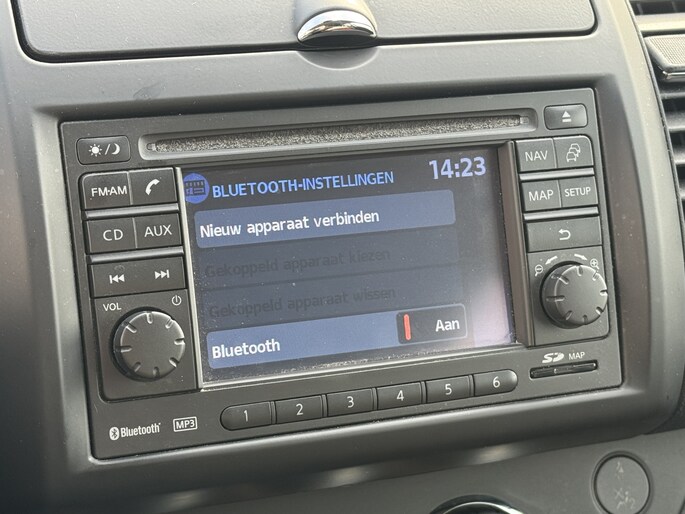 14:23
BLUETOOTH-INSTELLINGEN
Nieuw apparaat verbinden
Gekoppeld apparaat kiezen
Gekoppeld apparaat wissen
Bluetooth Aan
FM·AM
CD AUX
VOL
NAV
MAP SETUP
SD MAP
1 2 3 4 5 6
Bluetooth MP3